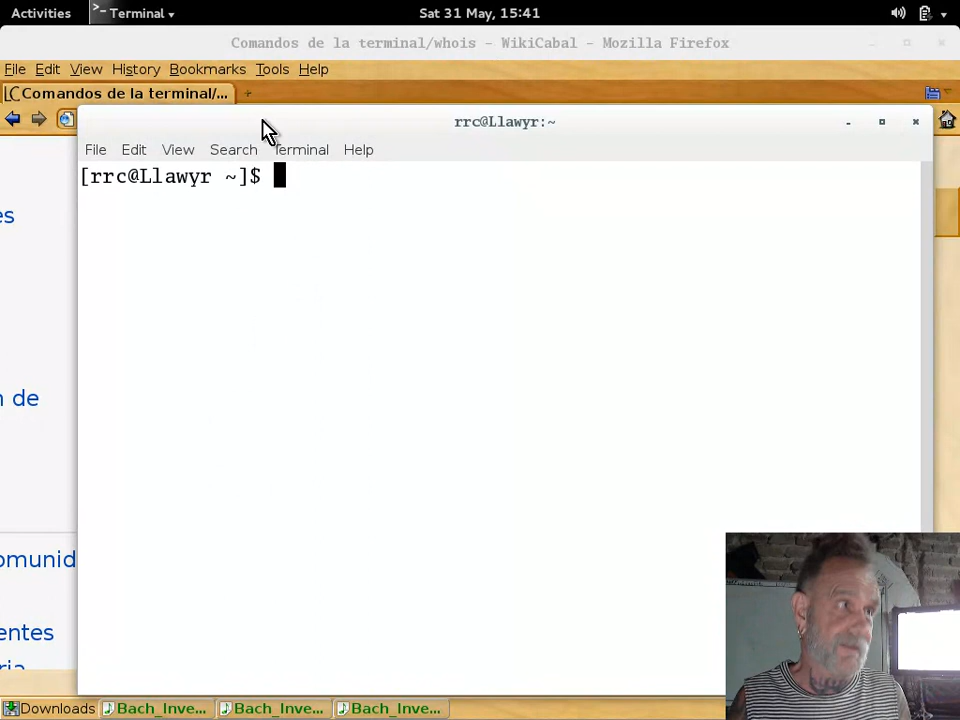 Activities Terminal Sat 31 May, 15:41
Comandos de la terminal/whois - WikiCabal - Mozilla Firefox
File Edit View History Bookmarks Tools Help
Comandos de la terminal/...
rrc@Llawyr:~
File Edit View Search Terminal Help
[rrc@Llawyr ~]$
es
n de
omunid
entes
ria
Downloads Bach_Inve... Bach_Inve... Bach_Inve...